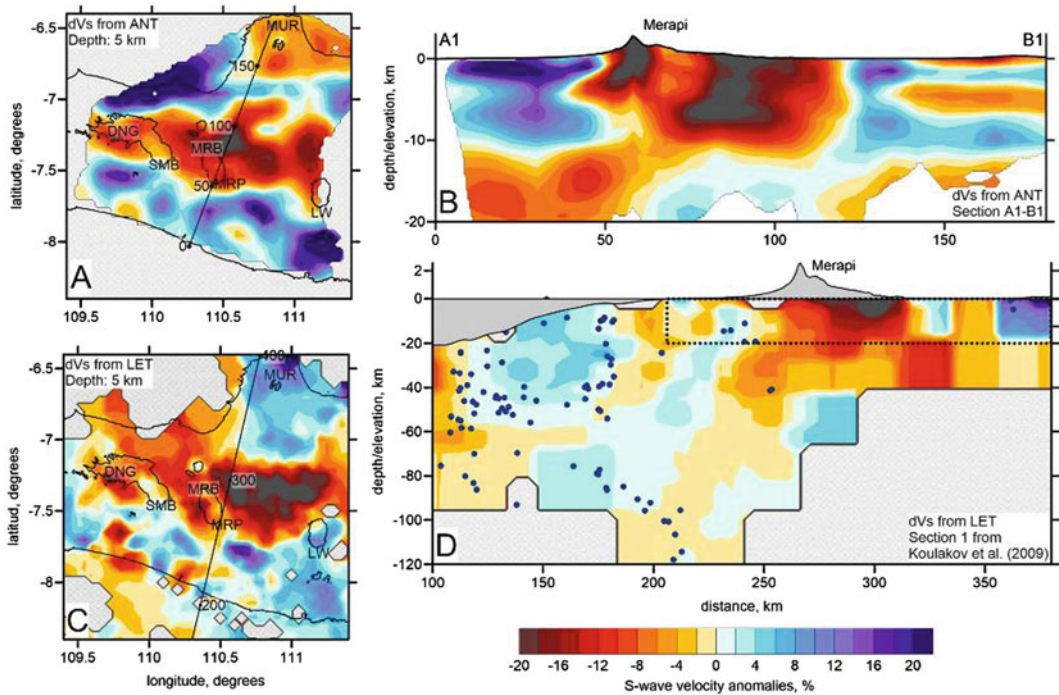 dVs from ANT
Depth: 5 km
MUR
150
DNG
100
MRB
SMB
50
MRP
LW
0
A
-6.5
-7
-7.5
-8
latitude, degrees
109.5 110 110.5 111
A1 Merapi B1
0
-10
-20
depth/elevation, km
B
dVs from ANT
Section A1-B1
0 50 100 150
dVs from LET
Depth: 5 km
400
MUR
DNG
MRB
300
SMB
MRP
LW
200
C
-6.5
-7
-7.5
-8
latitud, degrees
109.5 110 110.5 111
longitude, degrees
Merapi
2
0
-20
-40
-60
-80
-100
-120
depth/elevation, km
D
dVs from LET
Section 1 from
Koulakov et al. (2009)
100 150 200 250 300 350
distance, km
-20 -16 -12 -8 -4 0 4 8 12 16 20
S-wave velocity anomalies, %